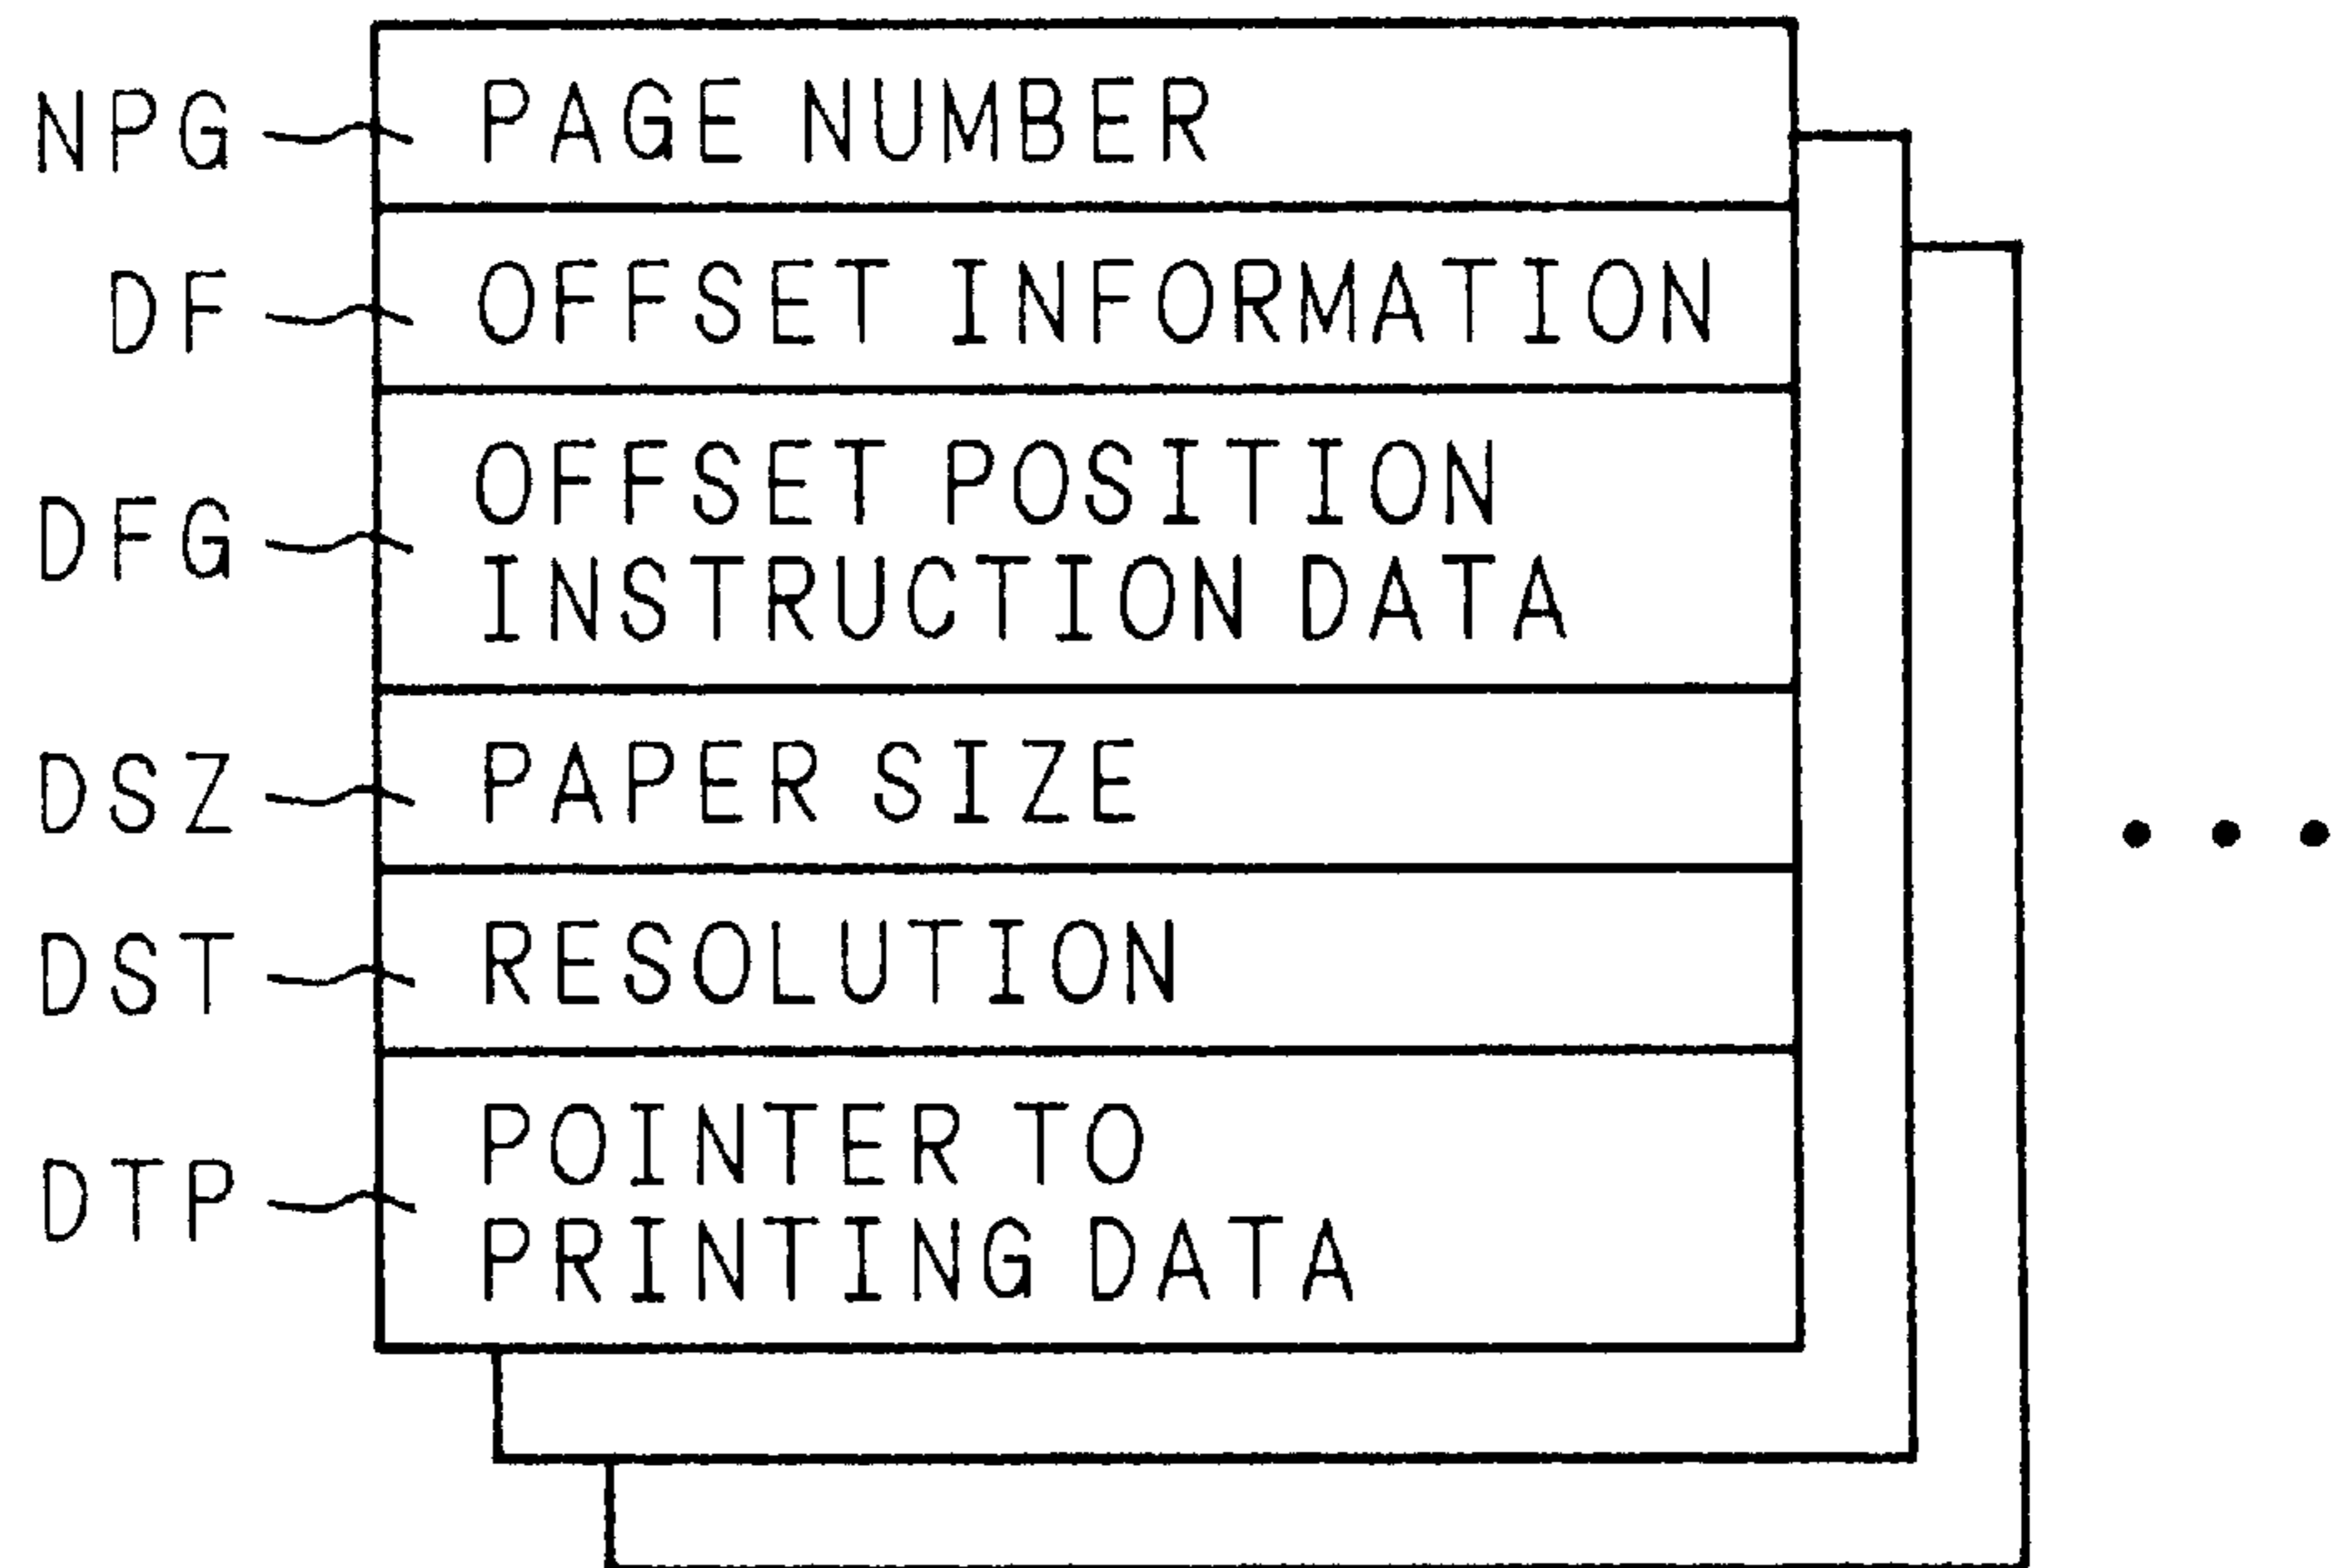 NPG PAGE NUMBER
DF OFFSET INFORMATION
DFG OFFSET POSITION
INSTRUCTION DATA
DSZ PAPER SIZE
DST RESOLUTION
DTP POINTER TO
PRINTING DATA
• • •